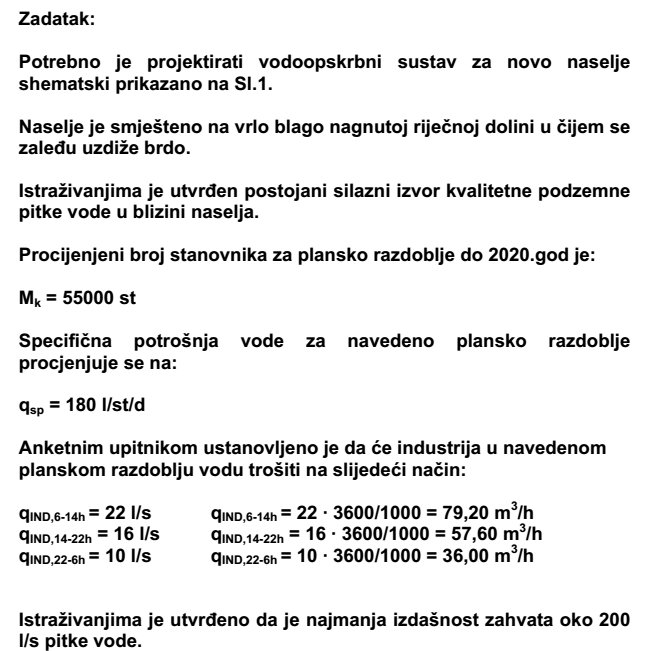 Zadatak:
Potrebno je projektirati vodoopskrbni sustav za novo naselje
shematski prikazano na Sl.1.
Naselje je smješteno na vrlo blago nagnutoj riječnoj dolini u čijem se
zaleđu uzdiže brdo.
Istraživanjima je utvrđen postojani silazni izvor kvalitetne podzemne
pitke vode u blizini naselja.
Procijenjeni broj stanovnika za plansko razdoblje do 2020.god je:
Mk = 55000 st
Specifična potrošnja vode za navedeno plansko razdoblje
procjenjuje se na:
qsp = 180 l/st/d
Anketnim upitnikom ustanovljeno je da će industrija u navedenom
planskom razdoblju vodu trošiti na slijedeći način:
qIND,6-14h = 22 l/s qIND,6-14h = 22 · 3600/1000 = 79,20 m³/h
qIND,14-22h = 16 l/s qIND,14-22h = 16 · 3600/1000 = 57,60 m³/h
qIND,22-6h = 10 l/s qIND,22-6h = 10 · 3600/1000 = 36,00 m³/h
Istraživanjima je utvrđeno da je najmanja izdašnost zahvata oko 200
l/s pitke vode.